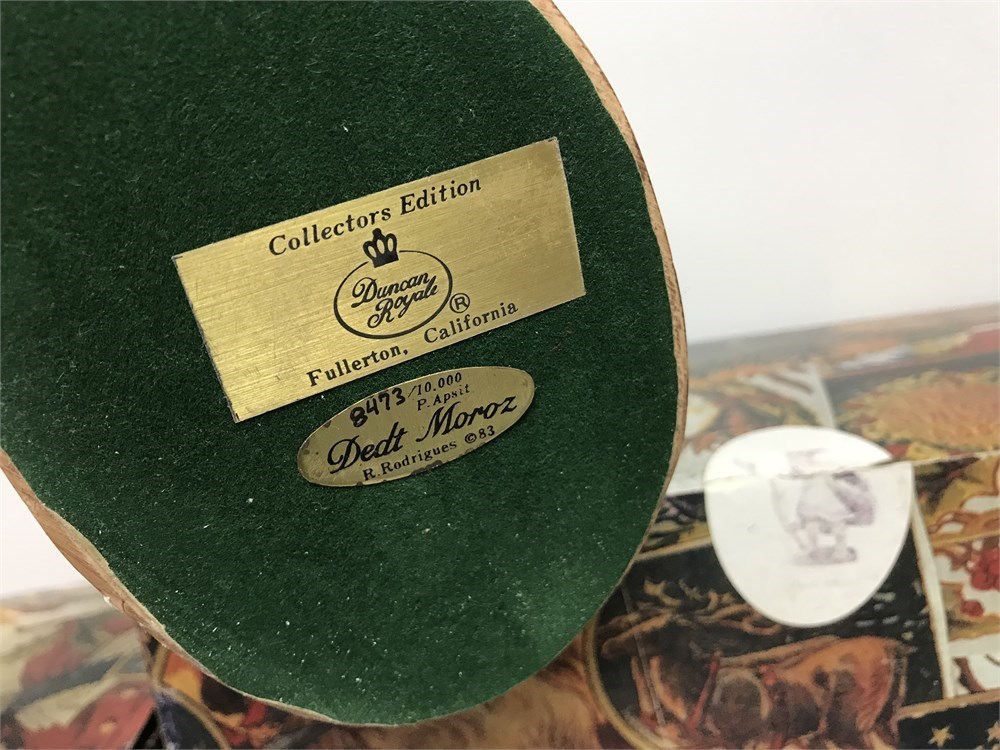 Collectors Edition
Duncan
Royale ®
Fullerton, California
8473/10.000
P. Apsit
Dedt Moroz
R. Rodrigues ©83